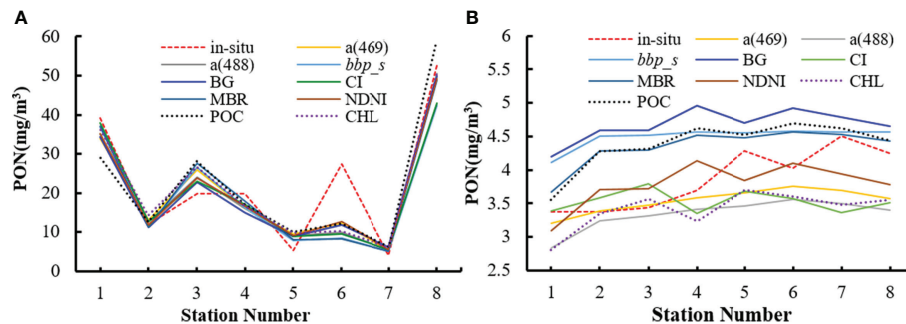 A
PON(mg/m³)
60
50
40
30
20
10
0
in-situ
a(469)
a(488)
bbp_s
BG
CI
MBR
NDNI
POC
CHL
1 2 3 4 5 6 7 8
Station Number
B
PON(mg/m³)
6
5.5
5
4.5
4
3.5
3
2.5
in-situ
a(469)
a(488)
bbp_s
BG
CI
MBR
NDNI
CHL
POC
1 2 3 4 5 6 7 8
Station Number